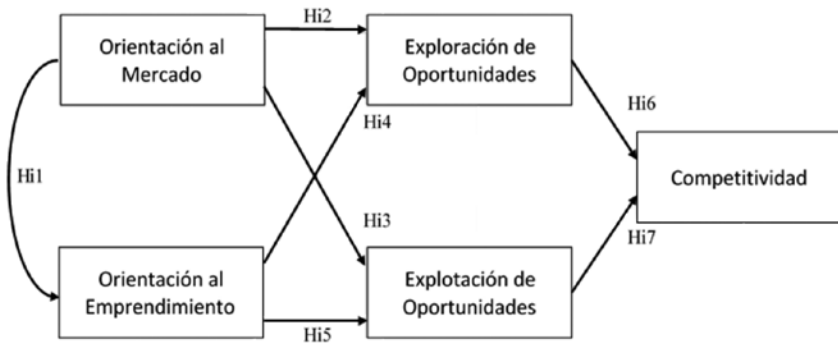 Hi2
Orientación al
Mercado
Exploración de
Oportunidades
Hi6
Hi4
Hi1
Competitividad
Hi3
Hi7
Orientación al
Emprendimiento
Explotación de
Oportunidades
Hi5